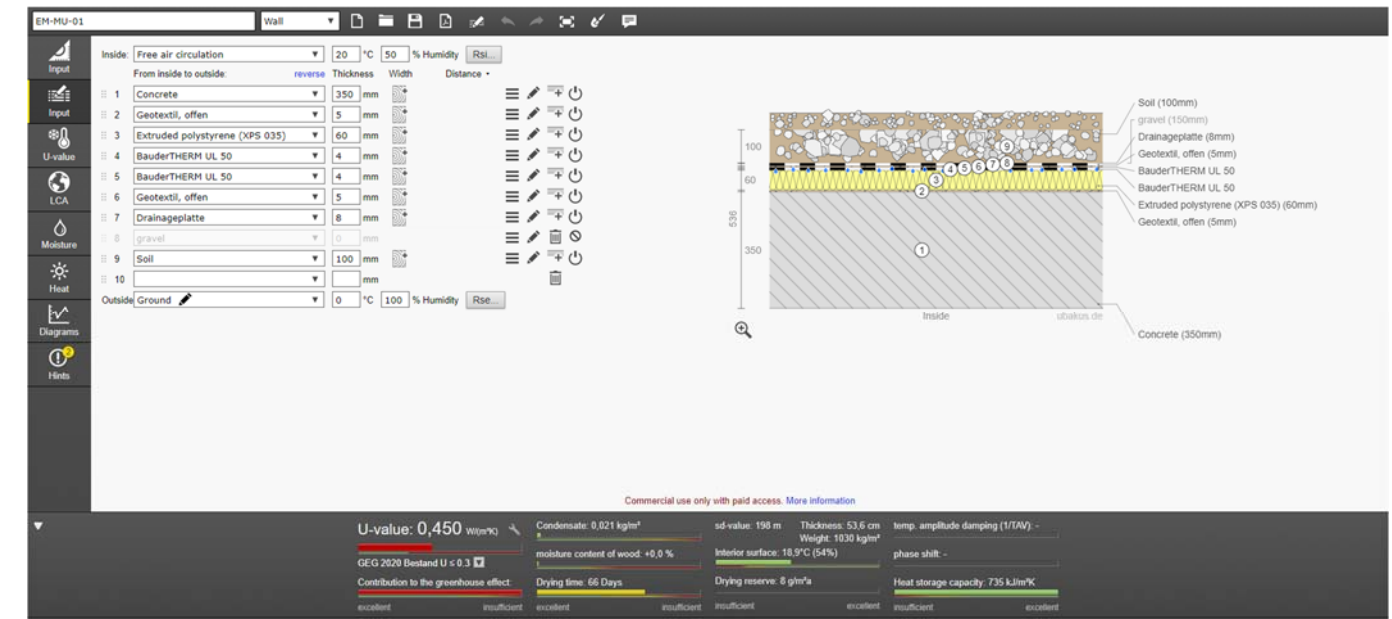 EM-MU-01 Wall
Input
Input
U-value
LCA
Moisture
Heat
Diagrams
Hints 2
Inside: Free air circulation 20 °C 50 % Humidity Rsi...
From inside to outside: reverse Thickness Width Distance
1 Concrete 350 mm
2 Geotextil, offen 5 mm
3 Extruded polystyrene (XPS 035) 60 mm
4 BauderTHERM UL 50 4 mm
5 BauderTHERM UL 50 4 mm
6 Geotextil, offen 5 mm
7 Drainageplatte 8 mm
8 gravel 0 mm
9 Soil 100 mm
10 mm
Outside Ground 0 °C 100 % Humidity Rse...
100
60
536
350
1
2
3
4
5
6
7
8
9
Inside
ubakus.de
Soil (100mm)
gravel (150mm)
Drainageplatte (8mm)
Geotextil, offen (5mm)
BauderTHERM UL 50
BauderTHERM UL 50
Extruded polystyrene (XPS 035) (60mm)
Geotextil, offen (5mm)
Concrete (350mm)
Commercial use only with paid access. More information
U-value: 0,450 W/(m²K)
GEG 2020 Bestand U ≤ 0.3
Contribution to the greenhouse effect:
excellent insufficient
Condensate: 0,021 kg/m²
moisture content of wood: +0,0 %
Drying time: 66 Days
excellent insufficient
sd-value: 198 m Thickness: 53,6 cm
Weight: 1030 kg/m²
Interior surface: 18,9°C (54%)
Drying reserve: 8 g/m²a
insufficient excellent
temp. amplitude damping (1/TAV): -
phase shift: -
Heat storage capacity: 735 kJ/m²K
insufficient excellent